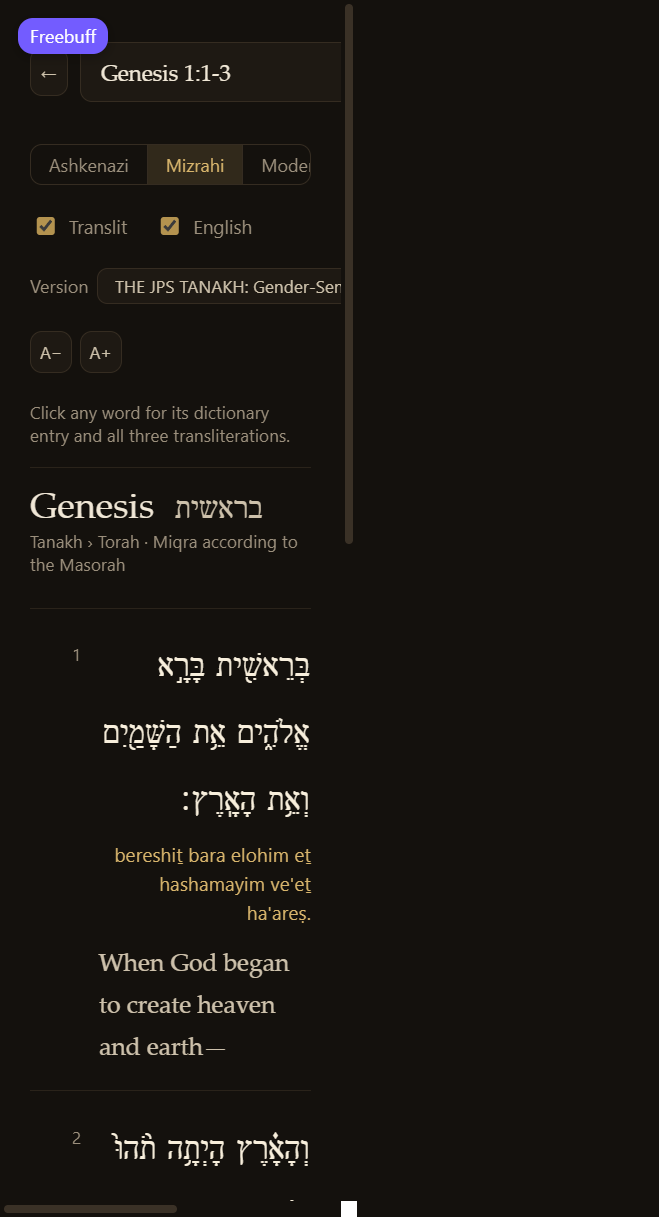 Freebuff
← Genesis 1:1-3
Ashkenazi Mizrahi Moder
Translit English
Version THE JPS TANAKH: Gender-Sen
A− A+
Click any word for its dictionary
entry and all three transliterations.
Genesis בראשית
Tanakh › Torah · Miqra according to
the Masorah
1
בְּרֵאשִׁ֖ית בָּרָ֣א
אֱלֹהִ֑ים אֵ֥ת הַשָּׁמַ֖יִם
וְאֵ֥ת הָאָֽרֶץ׃
bereshiṯ bara elohim eṯ
hashamayim ve'eṯ
ha'areṣ.
When God began
to create heaven
and earth—
2
וְהָאָ֗רֶץ הָיְתָ֥ה תֹ֙הוּ֙